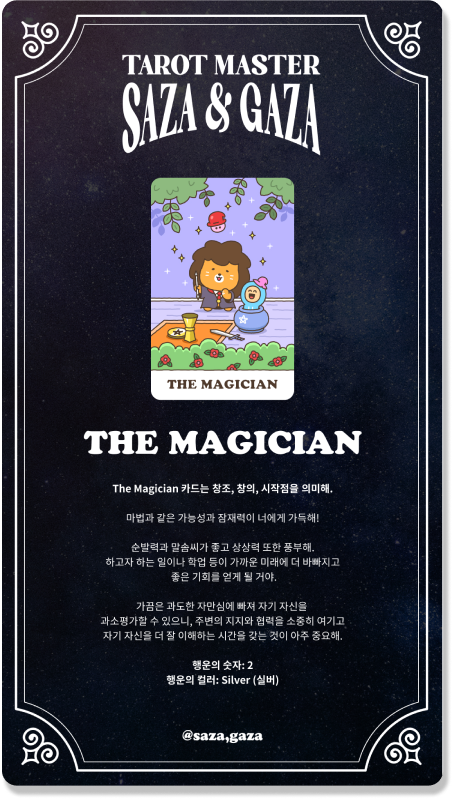 TAROT MASTER
SAZA & GAZA
THE MAGICIAN
THE MAGICIAN
The Magician 카드는 창조, 창의, 시작점을 의미해.
마법과 같은 가능성과 잠재력이 너에게 가득해!
순발력과 말솜씨가 좋고 상상력 또한 풍부해.
하고자 하는 일이나 학업 등이 가까운 미래에 더 바빠지고
좋은 기회를 얻게 될 거야.
가끔은 과도한 자만심에 빠져 자기 자신을
과소평가할 수 있으니, 주변의 지지와 협력을 소중히 여기고
자기 자신을 더 잘 이해하는 시간을 갖는 것이 아주 중요해.
행운의 숫자: 2
행운의 컬러: Silver (실버)
@saza,gaza